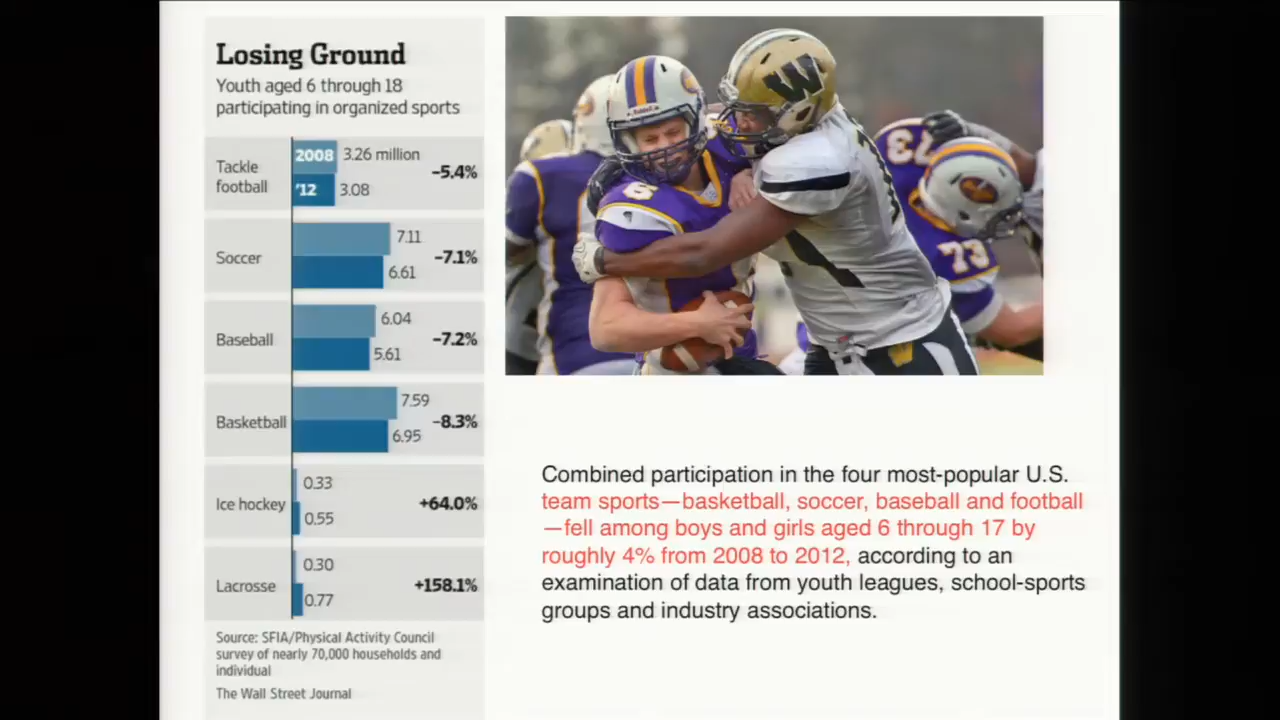 Losing Ground
Youth aged 6 through 18
participating in organized sports
Tackle
football
2008
3.26 million
'12
3.08
-5.4%
Soccer
7.11
6.61
-7.1%
Baseball
6.04
5.61
-7.2%
Basketball
7.59
6.95
-8.3%
Ice hockey
0.33
0.55
+64.0%
Lacrosse
0.30
0.77
+158.1%
Source: SFIA/Physical Activity Council
survey of nearly 70,000 households and
individual
The Wall Street Journal
W
6
73
73
Combined participation in the four most-popular U.S.
team sports—basketball, soccer, baseball and football
—fell among boys and girls aged 6 through 17 by
roughly 4% from 2008 to 2012, according to an
examination of data from youth leagues, school-sports
groups and industry associations.